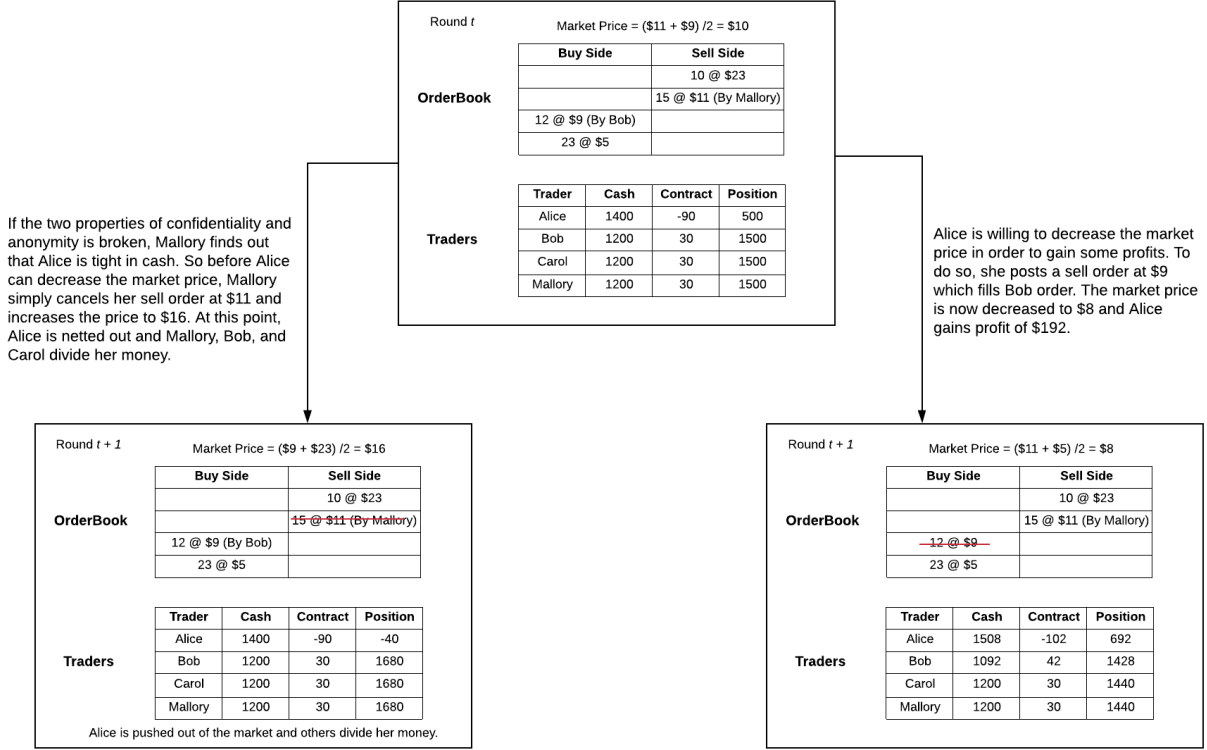 Round t
Market Price = ($11 + $9) /2 = $10
OrderBook
Buy Side Sell Side
10 @ $23
15 @ $11 (By Mallory)
12 @ $9 (By Bob)
23 @ $5
Traders
Trader Cash Contract Position
Alice 1400 -90 500
Bob 1200 30 1500
Carol 1200 30 1500
Mallory 1200 30 1500
If the two properties of confidentiality and
anonymity is broken, Mallory finds out
that Alice is tight in cash. So before Alice
can decrease the market price, Mallory
simply cancels her sell order at $11 and
increases the price to $16. At this point,
Alice is netted out and Mallory, Bob, and
Carol divide her money.
Alice is willing to decrease the market
price in order to gain some profits. To
do so, she posts a sell order at $9
which fills Bob order. The market price
is now decreased to $8 and Alice
gains profit of $192.
Round t + 1
Market Price = ($9 + $23) /2 = $16
OrderBook
Buy Side Sell Side
10 @ $23
15 @ $11 (By Mallory)
12 @ $9 (By Bob)
23 @ $5
Traders
Trader Cash Contract Position
Alice 1400 -90 -40
Bob 1200 30 1680
Carol 1200 30 1680
Mallory 1200 30 1680
Alice is pushed out of the market and others divide her money.
Round t + 1
Market Price = ($11 + $5) /2 = $8
OrderBook
Buy Side Sell Side
10 @ $23
15 @ $11 (By Mallory)
12 @ $9
23 @ $5
Traders
Trader Cash Contract Position
Alice 1508 -102 692
Bob 1092 42 1428
Carol 1200 30 1440
Mallory 1200 30 1440